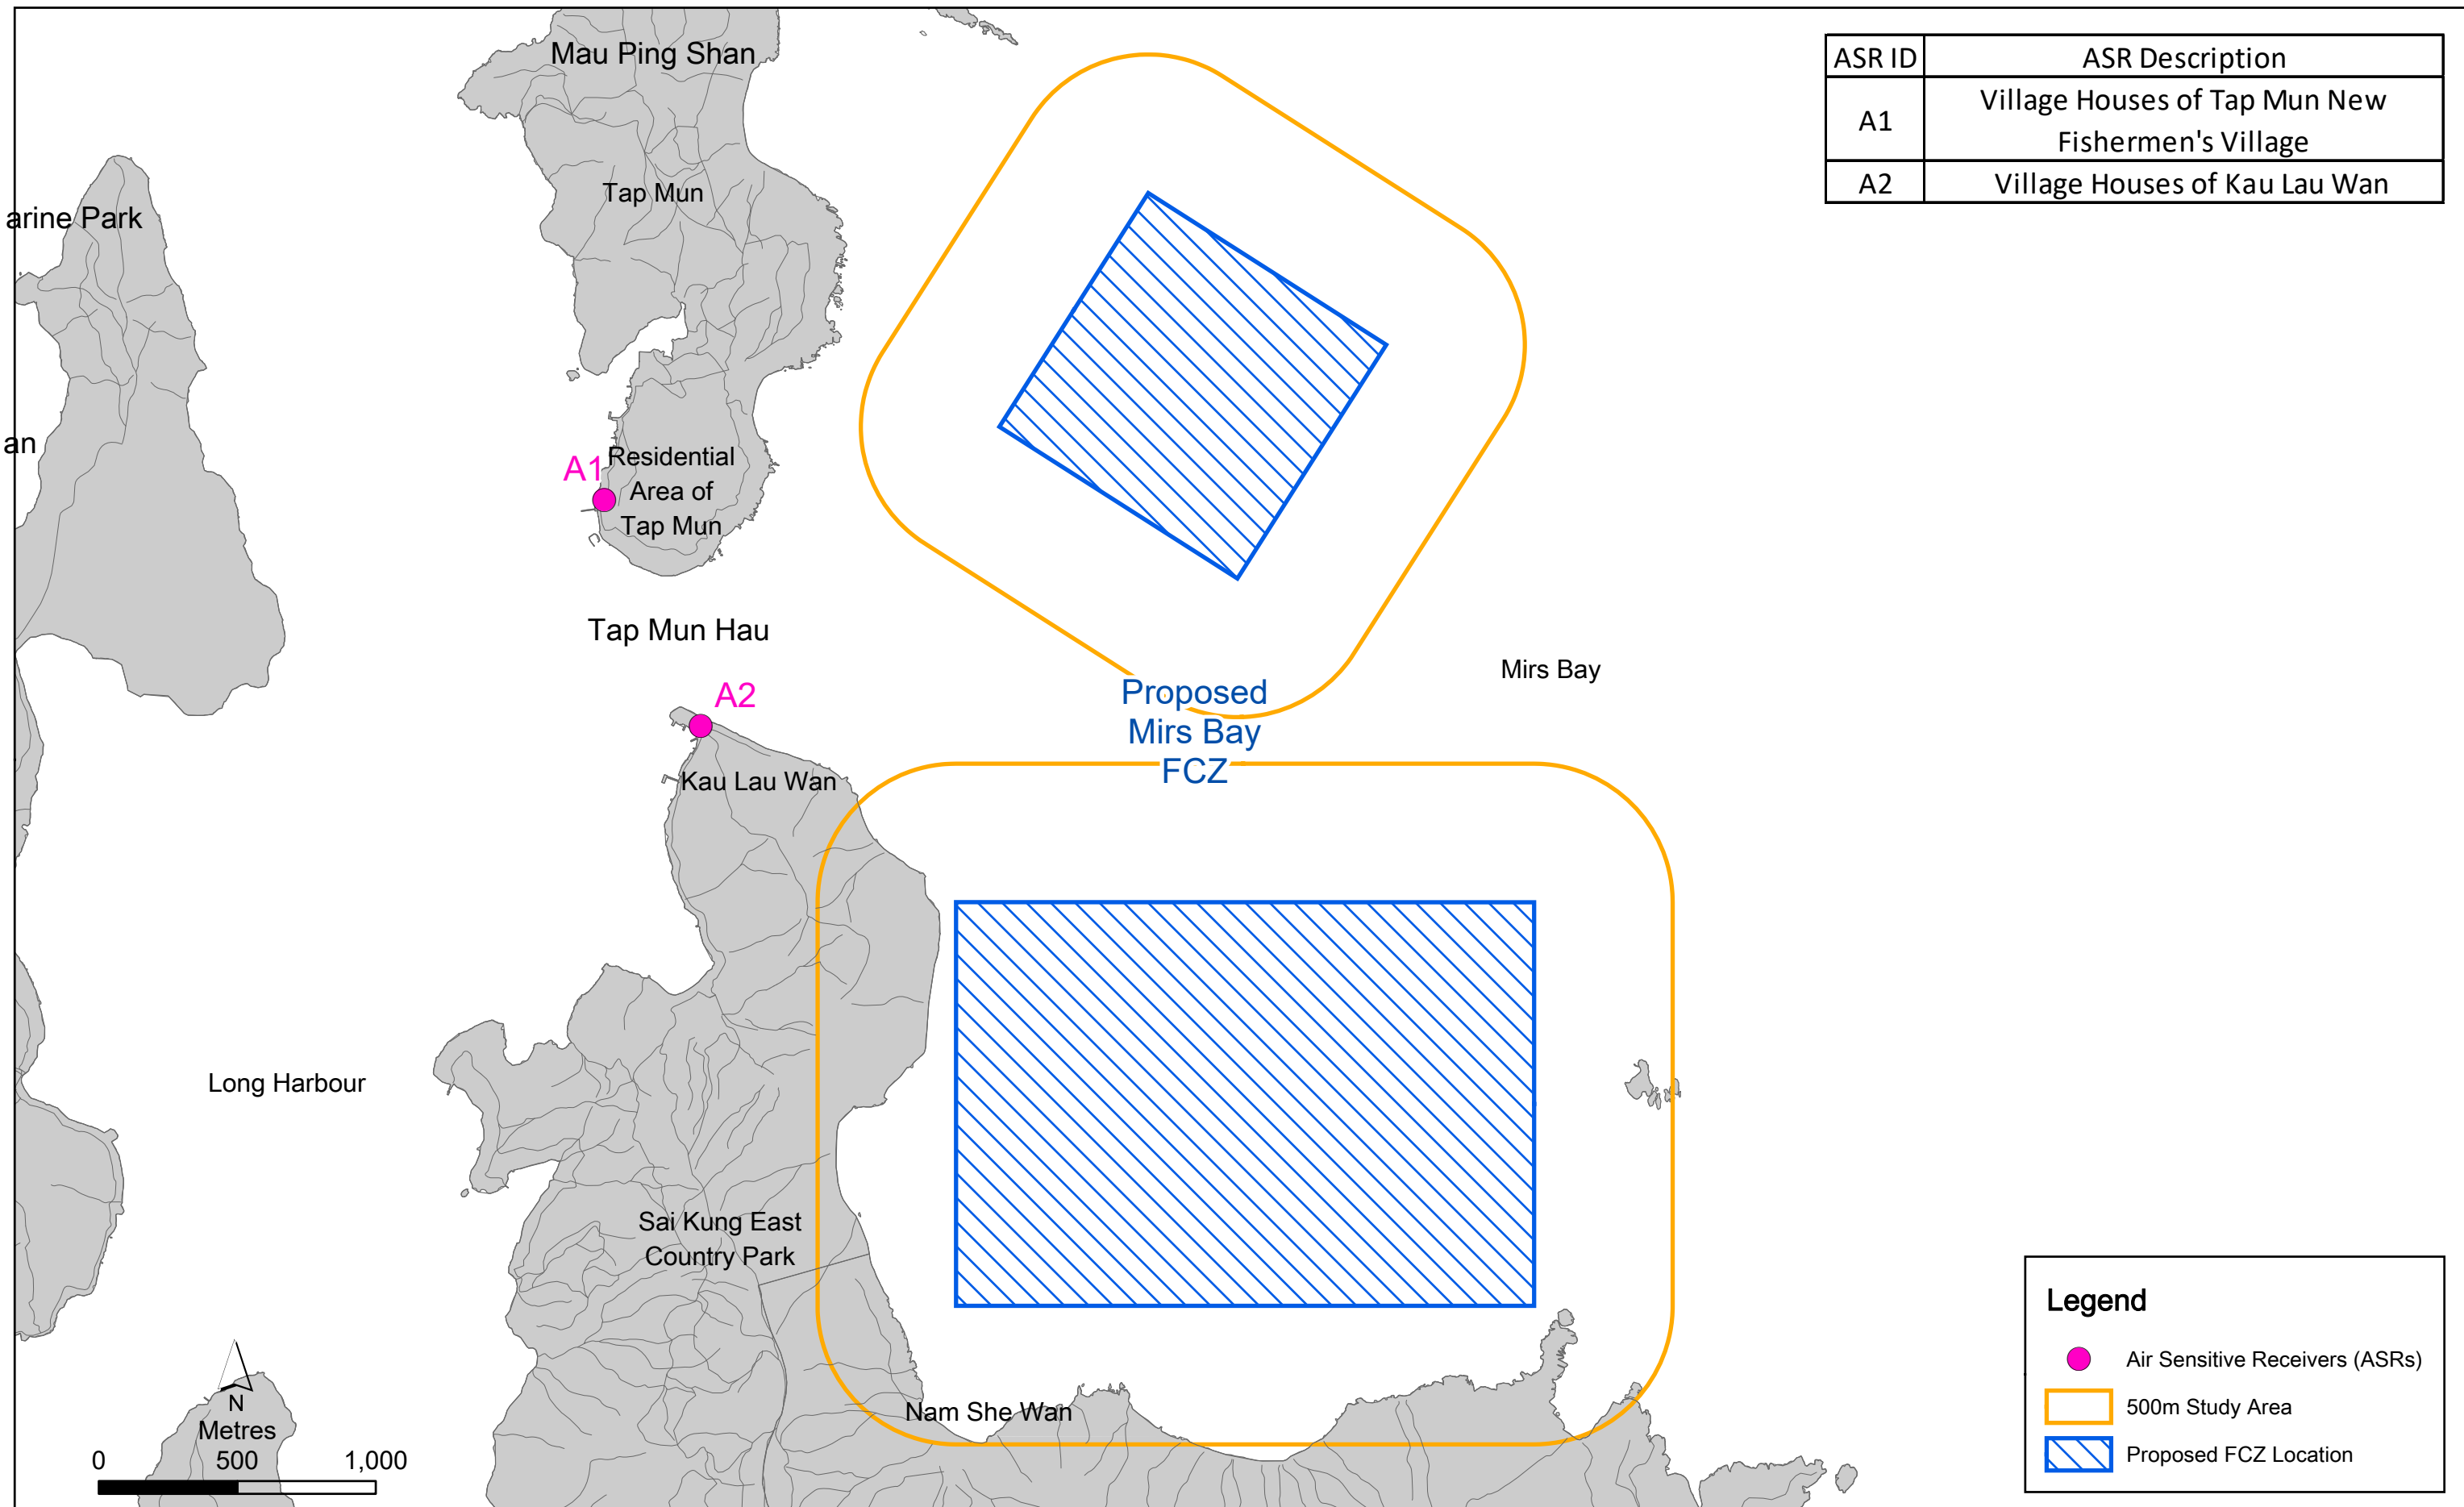 Mau Ping Shan
ASR ID
ASR Description
A1
Village Houses of Tap Mun New
Fishermen's Village
A2
Village Houses of Kau Lau Wan
Tap Mun
arine Park
an
A1
Residential
Area of
Tap Mun
Tap Mun Hau
Mirs Bay
A2
Proposed
Mirs Bay
FCZ
Kau Lau Wan
Long Harbour
Sai Kung East
Country Park
Nam She Wan
N
Metres
0 500 1,000
Legend
Air Sensitive Receivers (ASRs)
500m Study Area
Proposed FCZ Location